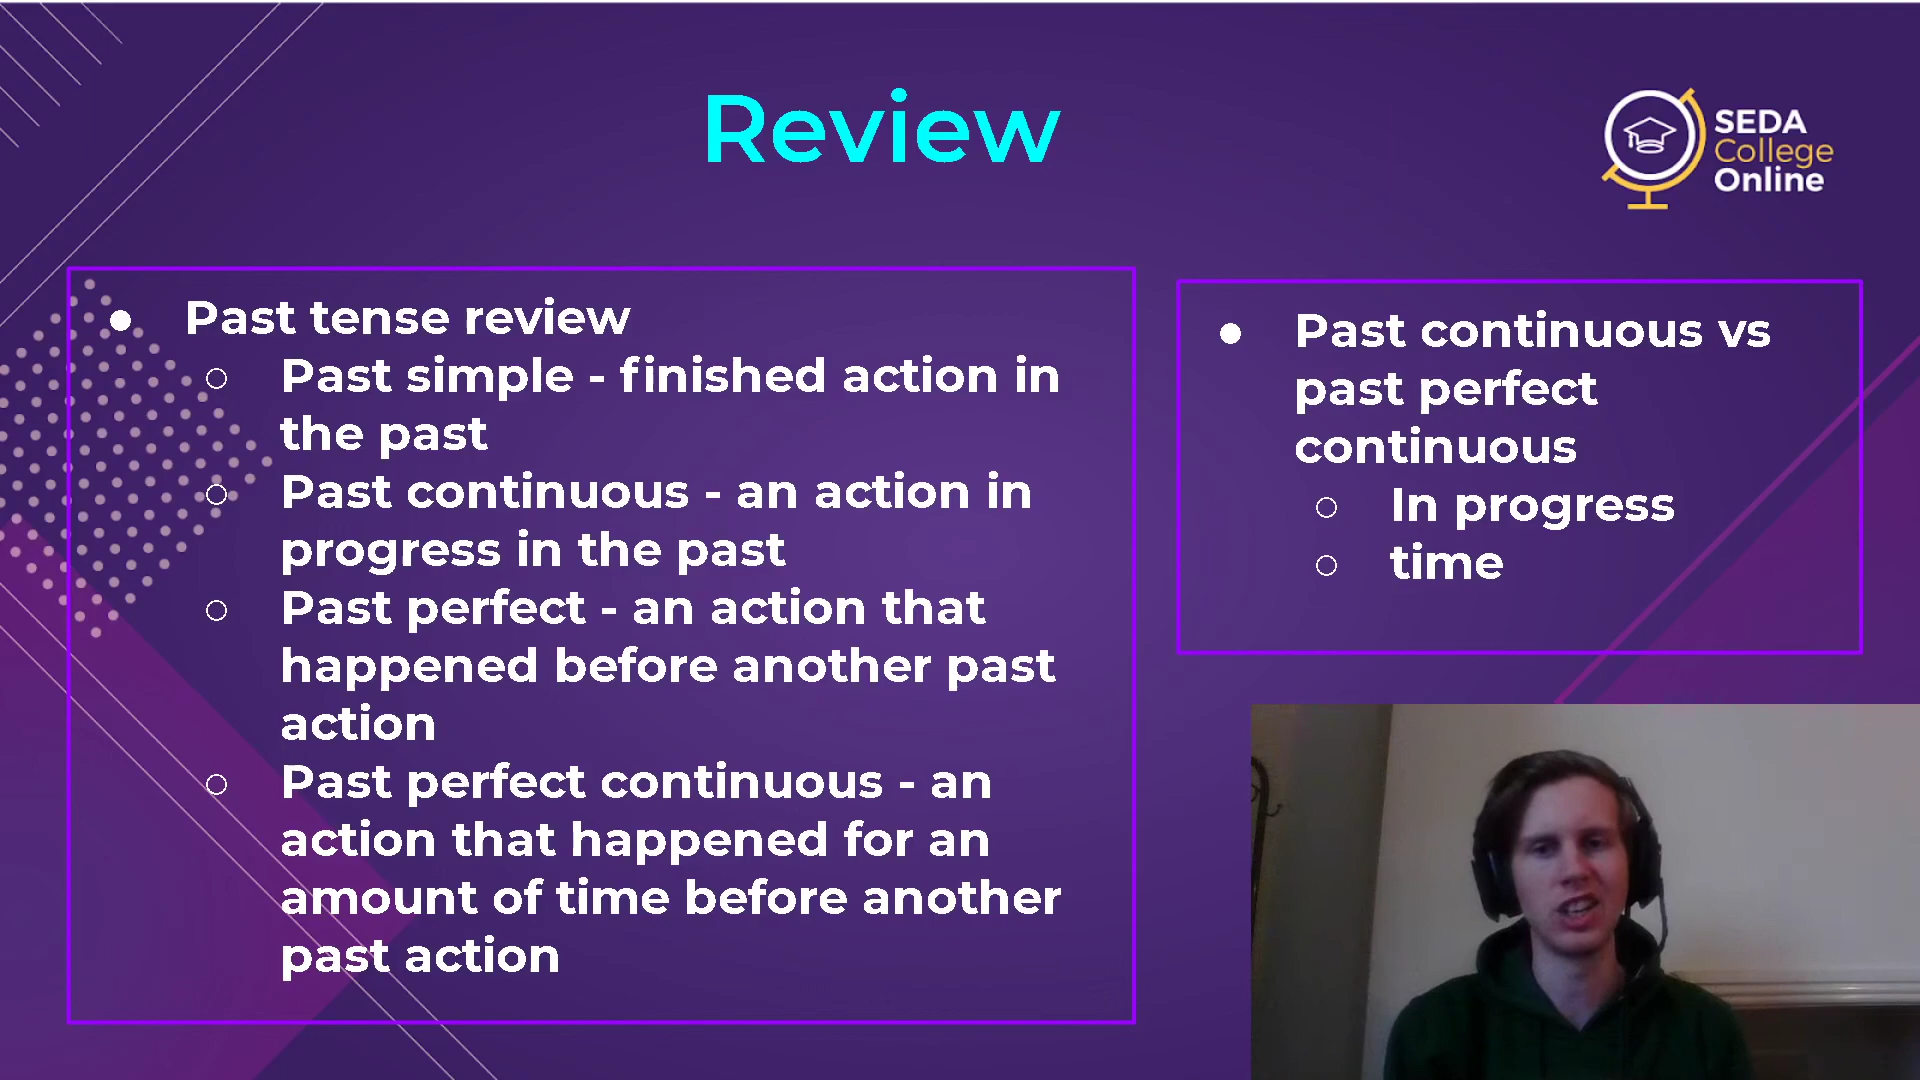 Review
SEDA
College
Online
● Past tense review
○ Past simple - finished action in
the past
○ Past continuous - an action in
progress in the past
○ Past perfect - an action that
happened before another past
action
○ Past perfect continuous - an
action that happened for an
amount of time before another
past action
● Past continuous vs
past perfect
continuous
○ In progress
○ time